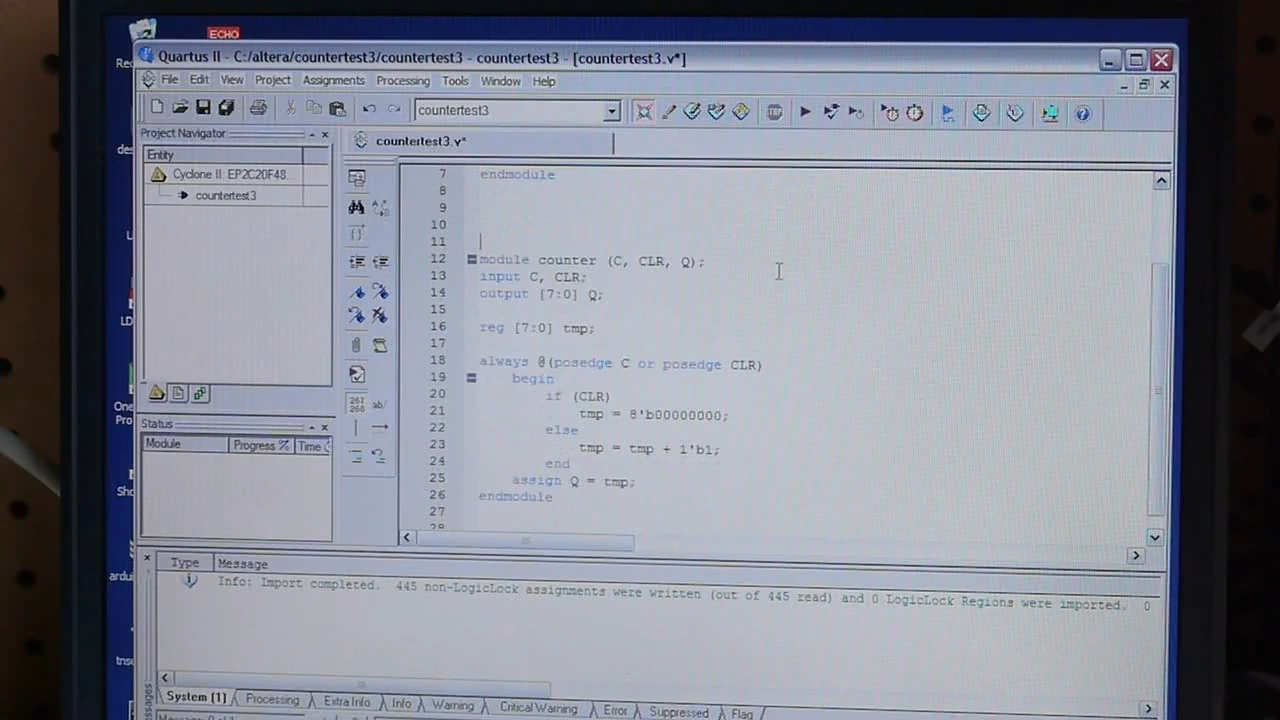 ECHO
Quartus II - C:/altera/countertest3/countertest3 - countertest3 - [countertest3.v*]
File Edit View Project Assignments Processing Tools Window Help
countertest3
Project Navigator
countertest3.v*
Entity
Cyclone II: EP2C20F48
countertest3
7 endmodule
8
9
10
11
12 module counter (C, CLR, Q);
13 input C, CLR;
14 output [7:0] Q;
15
16 reg [7:0] tmp;
17
18 always @(posedge C or posedge CLR)
19 begin
20 if (CLR)
21 tmp = 8'b00000000;
22 else
23 tmp = tmp + 1'b1;
24 end
25 assign Q = tmp;
26 endmodule
27
28
267
268 ab/
Status
Module Progress % Time
Type Message
Info: Import completed. 445 non-LogicLock assignments were written (out of 445 read) and 0 LogicLock Regions were imported. 0
System [1] Processing Extra Info Info Warning Critical Warning Error Suppressed Flag